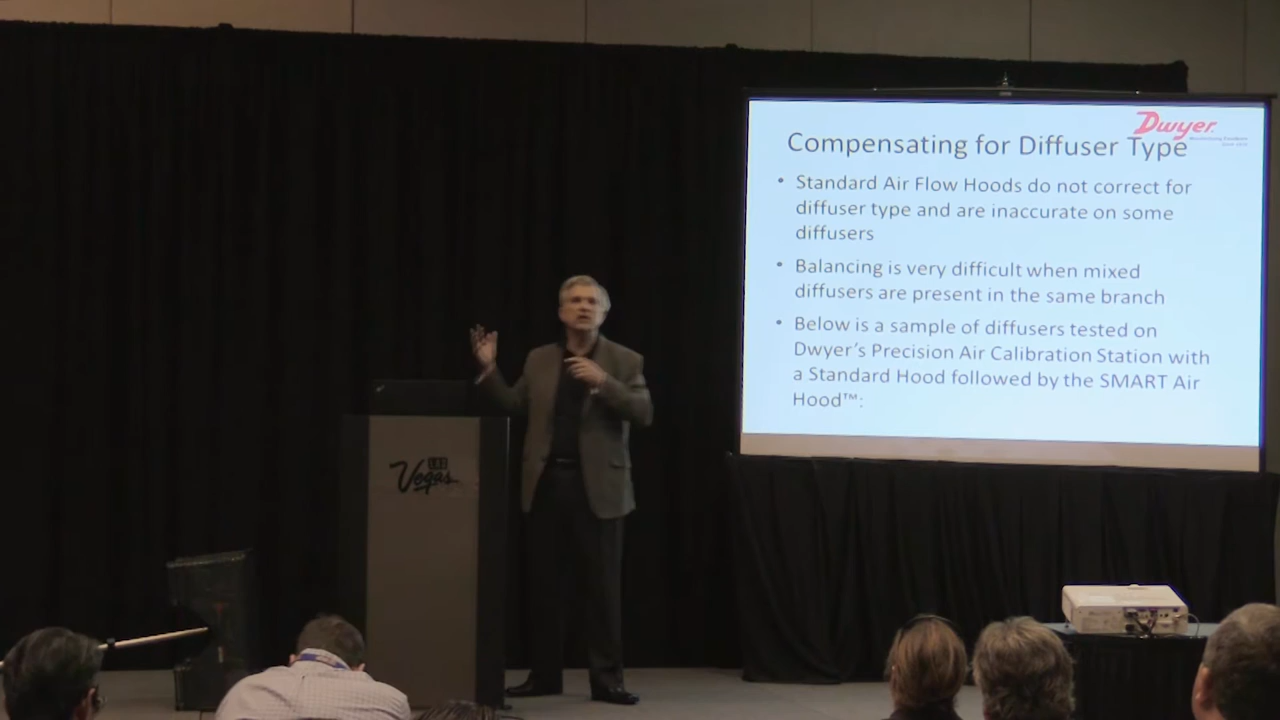 Dwyer
Compensating for Diffuser Type
• Standard Air Flow Hoods do not correct for
diffuser type and are inaccurate on some
diffusers
• Balancing is very difficult when mixed
diffusers are present in the same branch
• Below is a sample of diffusers tested on
Dwyer's Precision Air Calibration Station with
a Standard Hood followed by the SMART Air
Hood™:
Vegas